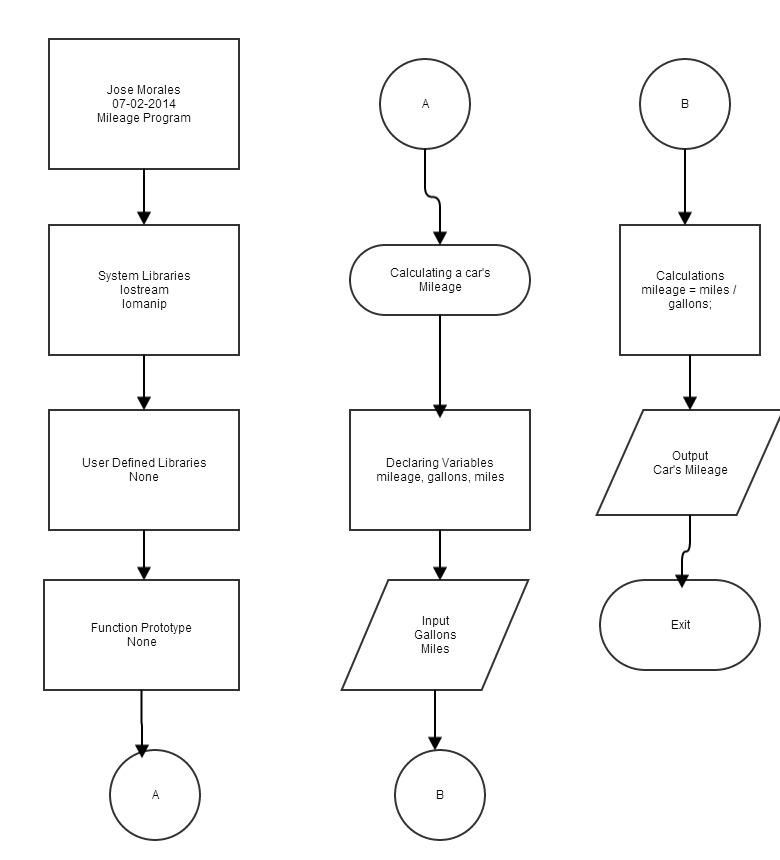 Jose Morales
07-02-2014
Mileage Program
System Libraries
Iostream
Iomanip
User Defined Libraries
None
Function Prototype
None
A
A
Calculating a car's
Mileage
Declaring Variables
mileage, gallons, miles
Input
Gallons
Miles
B
B
Calculations
mileage = miles /
gallons;
Output
Car's Mileage
Exit